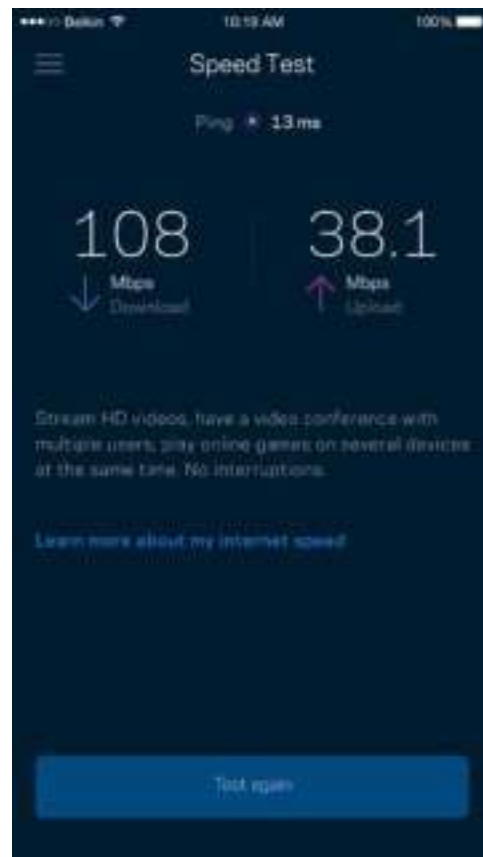 Belkin 10:19 AM 100%
Speed Test
Ping 13 ms
108 38.1
Mbps Mbps
Download Upload
Stream HD videos, have a video conference with
multiple users, play online games on several devices
at the same time. No interruptions.
Learn more about my internet speed
Test again